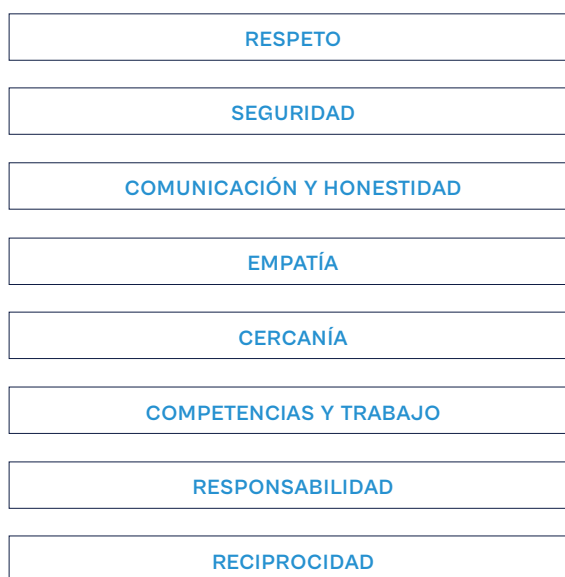 RESPETO
SEGURIDAD
COMUNICACIÓN Y HONESTIDAD
EMPATÍA
CERCANÍA
COMPETENCIAS Y TRABAJO
RESPONSABILIDAD
RECIPROCIDAD